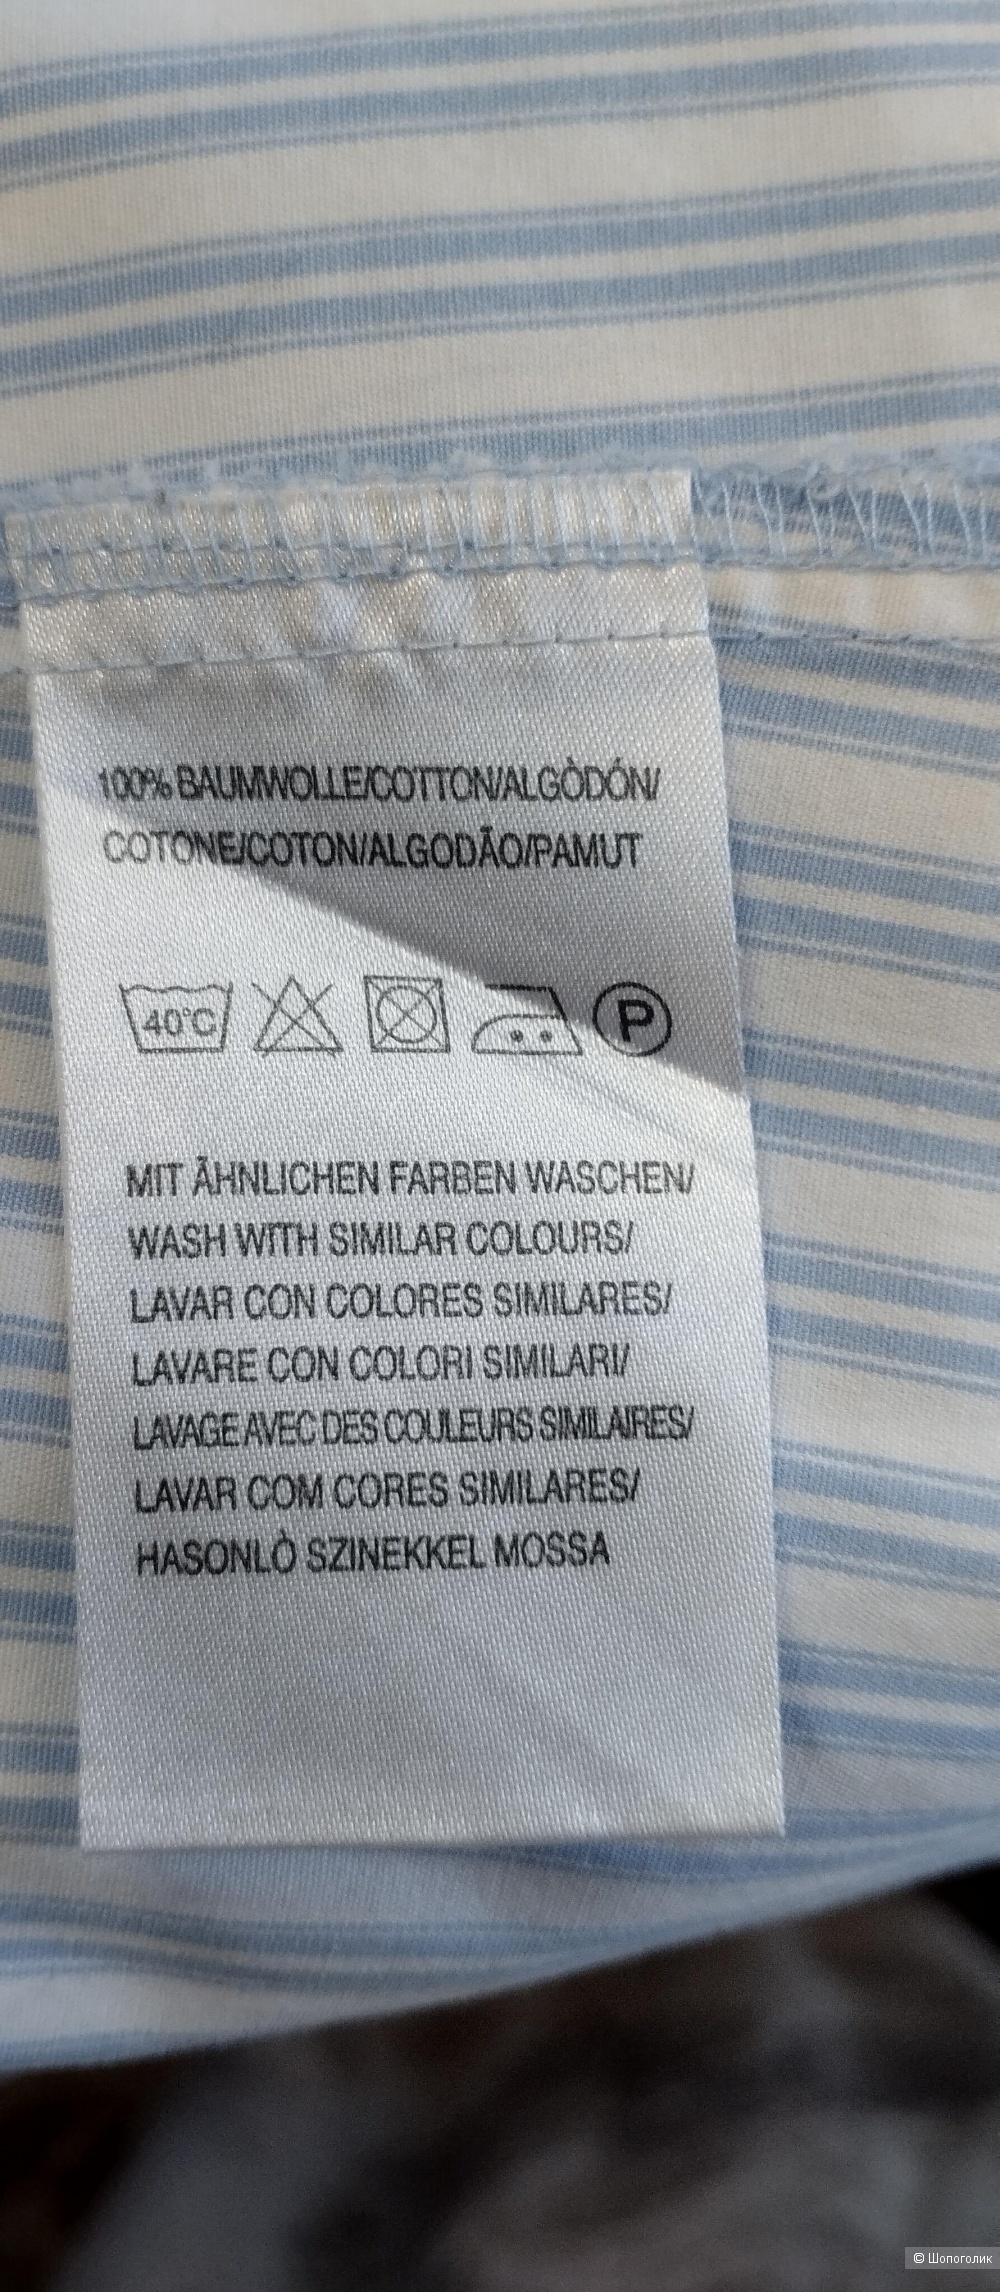 100% BAUMWOLLE/COTTON/ALGÒDÓN/
COTONE/COTON/ALGODÃO/PAMUT
40°C
P
MIT ÃHNLICHEN FARBEN WASCHEN/
WASH WITH SIMILAR COLOURS/
LAVAR CON COLORES SIMILARES/
LAVARE CON COLORI SIMILARI/
LAVAGE AVEC DES COULEURS SIMILAIRES/
LAVAR COM CORES SIMILARES/
HASONLÒ SZINEKKEL MOSSA
© Шопоголик